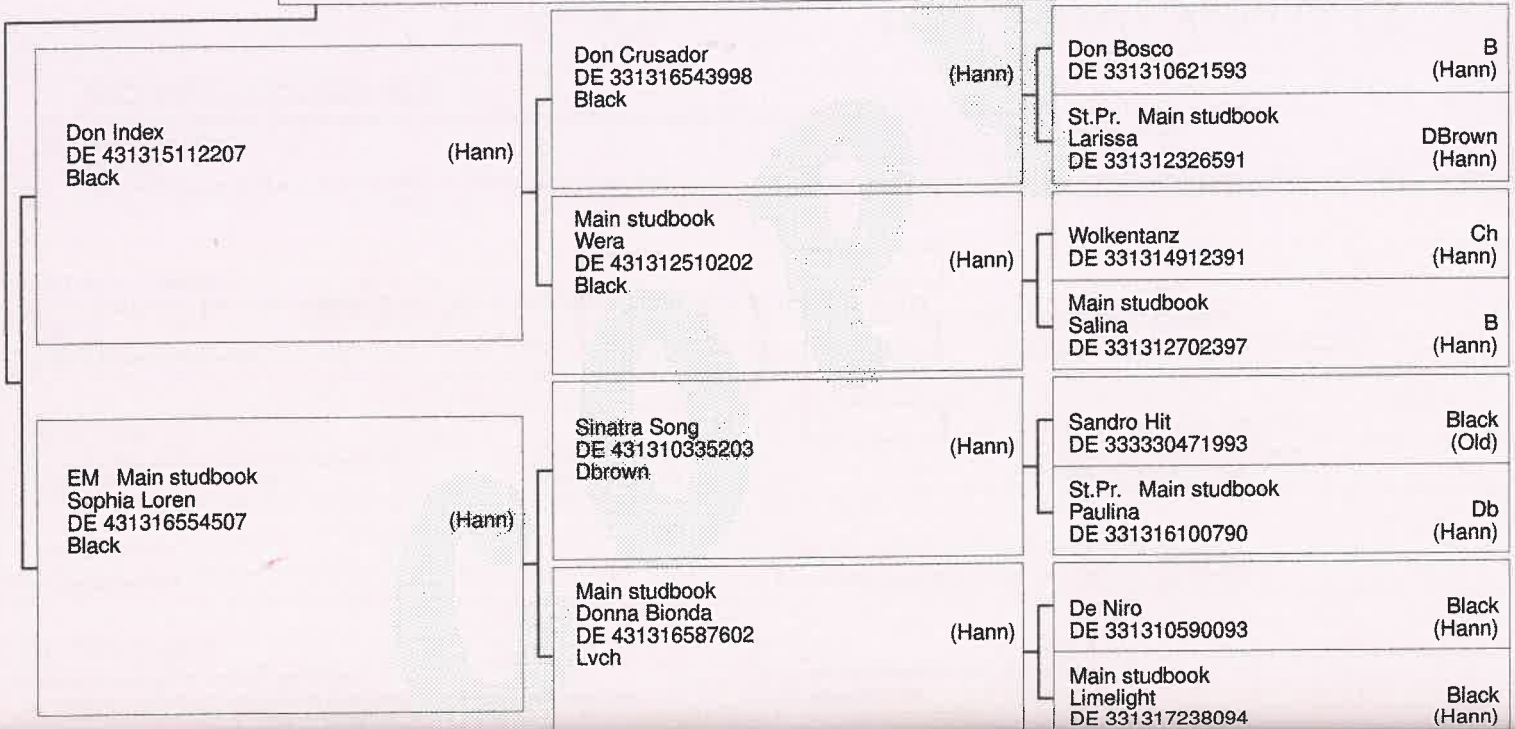 Don Index
DE 431315112207 (Hann)
Black
EM Main studbook
Sophia Loren
DE 431316554507 (Hann)
Black
Don Crusador
DE 331316543998 (Hann)
Black
Main studbook
Wera
DE 431312510202 (Hann)
Black
Sinatra Song
DE 431310335203 (Hann)
Dbrown
Main studbook
Donna Bionda
DE 431316587602 (Hann)
Lvch
Don Bosco B
DE 331310621593 (Hann)
St.Pr. Main studbook
Larissa DBrown
DE 331312326591 (Hann)
Wolkentanz Ch
DE 331314912391 (Hann)
Main studbook
Salina B
DE 331312702397 (Hann)
Sandro Hit Black
DE 333330471993 (Old)
St.Pr. Main studbook
Paulina Db
DE 331316100790 (Hann)
De Niro Black
DE 331310590093 (Hann)
Main studbook
Limelight Black
DE 331317238094 (Hann)